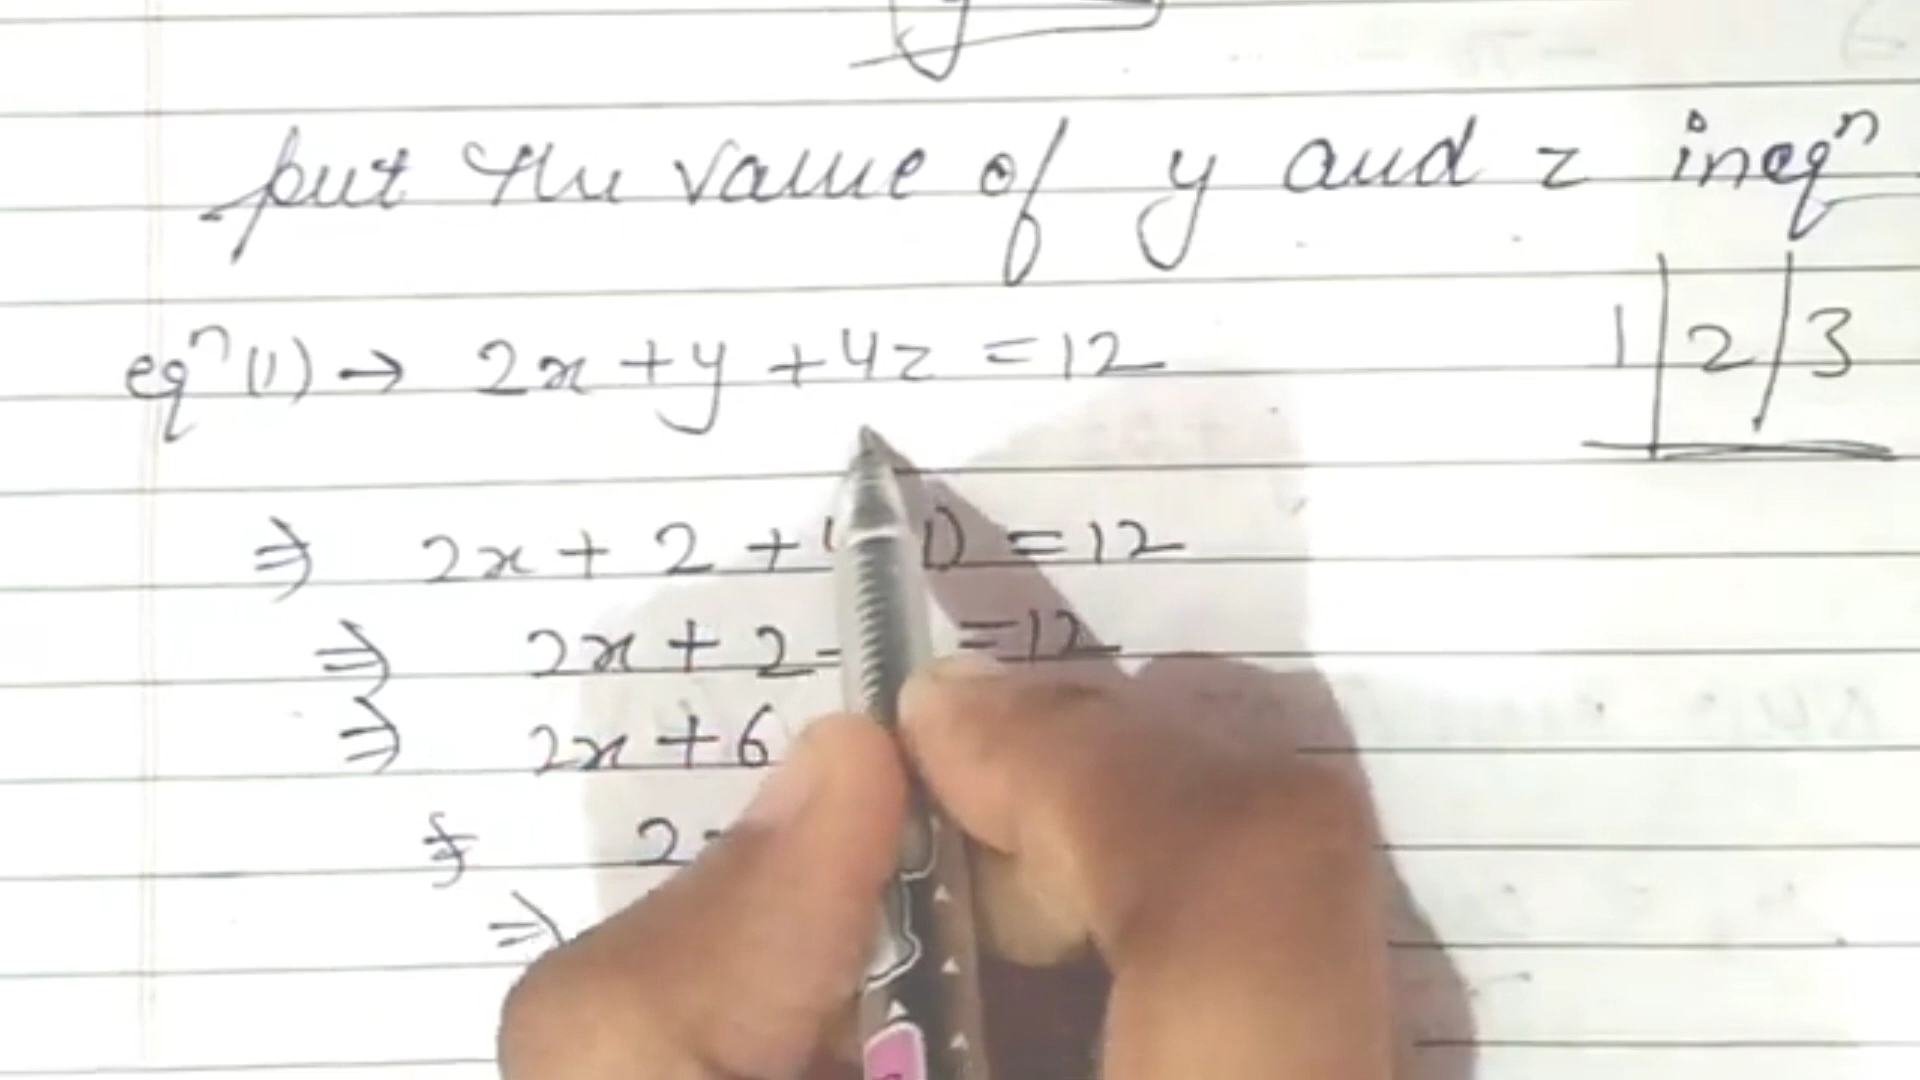 put the value of y and z in eqⁿ
eqⁿ (1) → 2x + y + 4z = 12
1 | 2 | 3
⇒ 2x + 2 + 1) = 12
⇒ 2x + 2 = 12
⇒ 2x + 6
⇒ 2
⇒